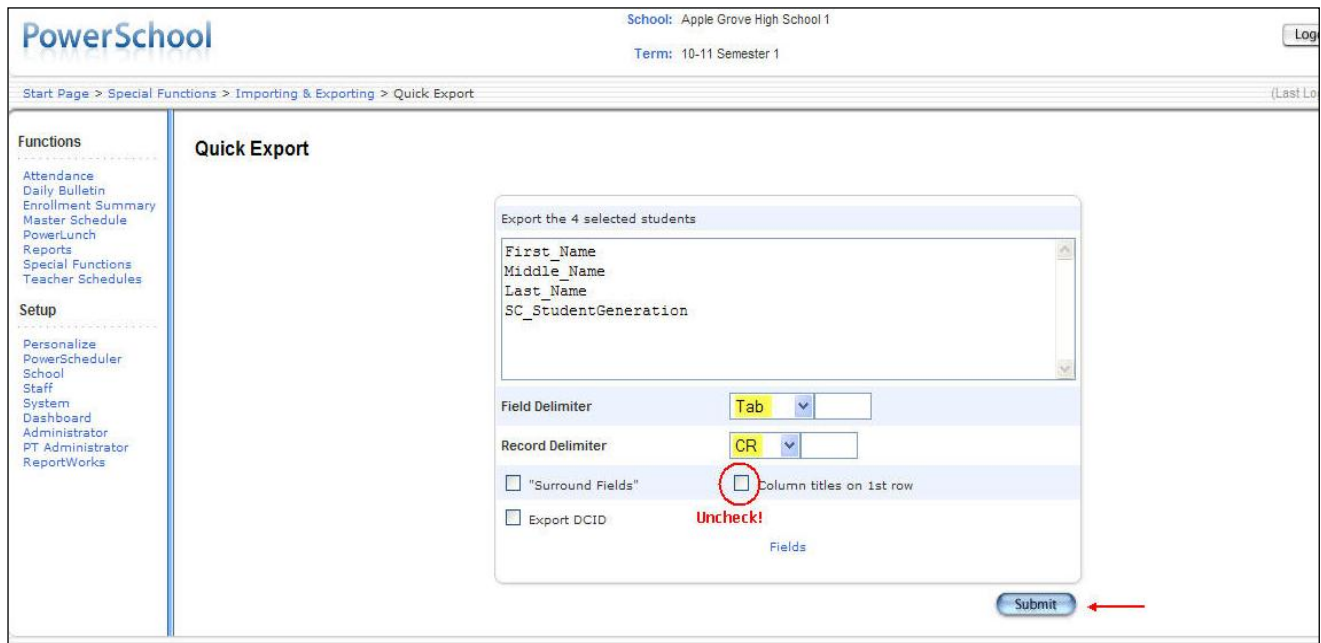 PowerSchool
School: Apple Grove High School 1
Term: 10-11 Semester 1
Start Page > Special Functions > Importing & Exporting > Quick Export
(Last Lo
Functions
Attendance
Daily Bulletin
Enrollment Summary
Master Schedule
PowerLunch
Reports
Special Functions
Teacher Schedules
Setup
Personalize
PowerScheduler
School
Staff
System
Dashboard
Administrator
PT Administrator
ReportWorks
Quick Export
Export the 4 selected students
First_Name
Middle_Name
Last_Name
SC_StudentGeneration
Field Delimiter Tab
Record Delimiter CR
"Surround Fields" Column titles on 1st row
Export DCID Uncheck!
Fields
Submit